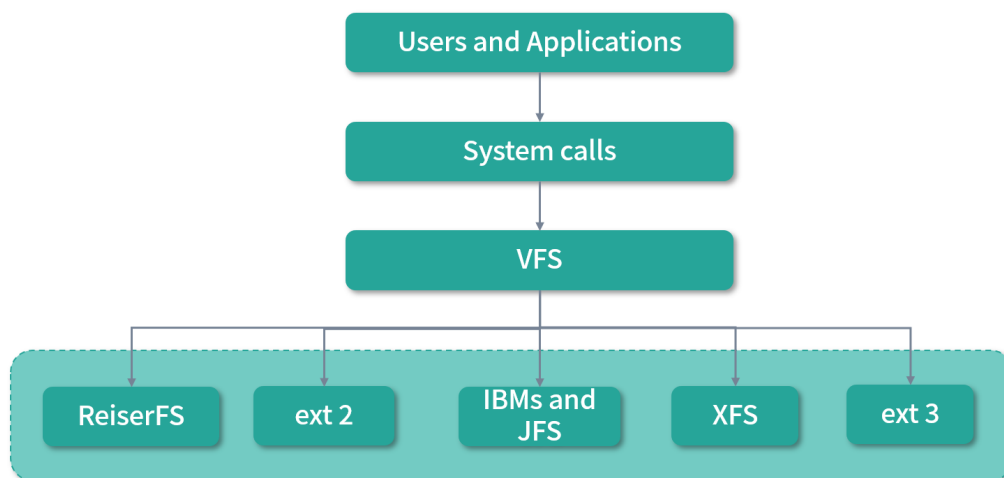 Users and Applications
System calls
VFS
ReiserFS
ext 2
IBMs and
JFS
XFS
ext 3